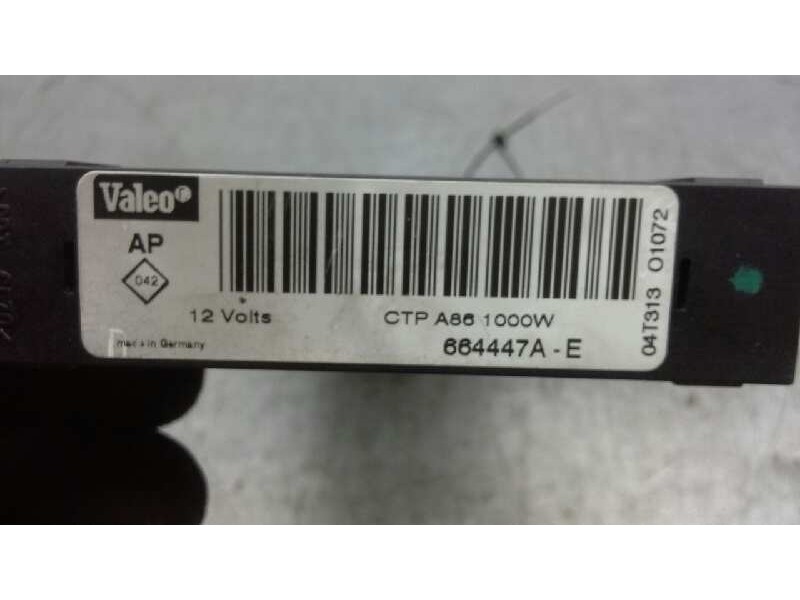 Valeo
AP
042
12 Volts
CTP A86 1000W
made in Germany
664447A - E
04T313 O1072